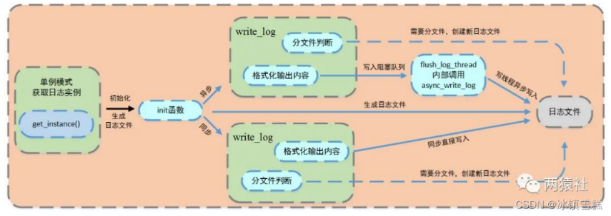 write_log
分文件判断
需要分文件，创建新日志文件
单例模式
获取日志实例
get_instance()
初始化
生成
日志文件
init函数
异步
同步
格式化输出内容
写入阻塞队列
flush_log_thread
内部调用
async_write_log
写线程异步写入
生成日志文件
日志文件
write_log
格式化输出内容
同步直接写入
分文件判断
需要分文件，创建新日志文件
两猿社
CSDN @冰镇雪糕